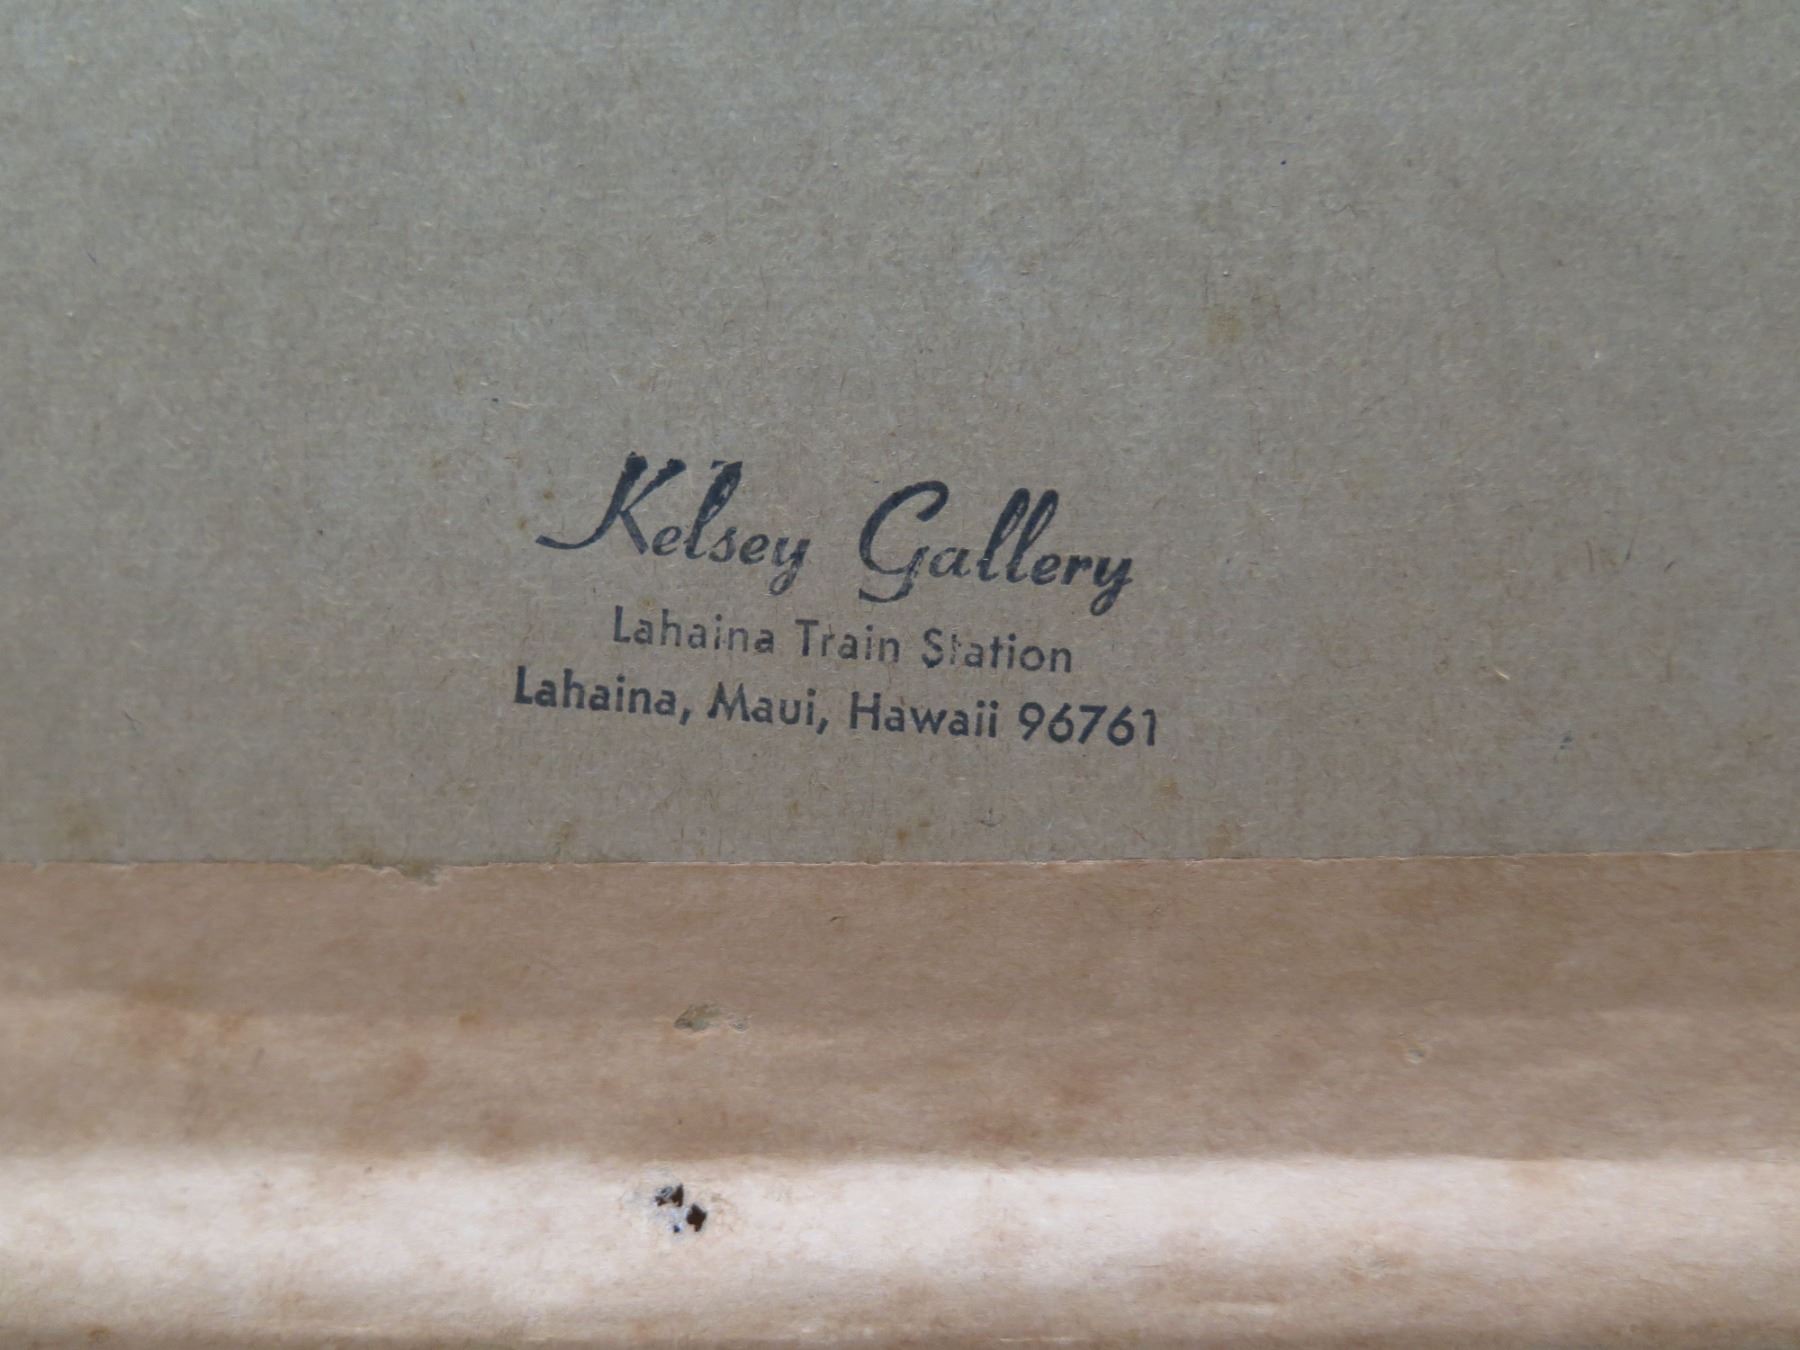 Kelsey Gallery
Lahaina Train Station
Lahaina, Maui, Hawaii 96761